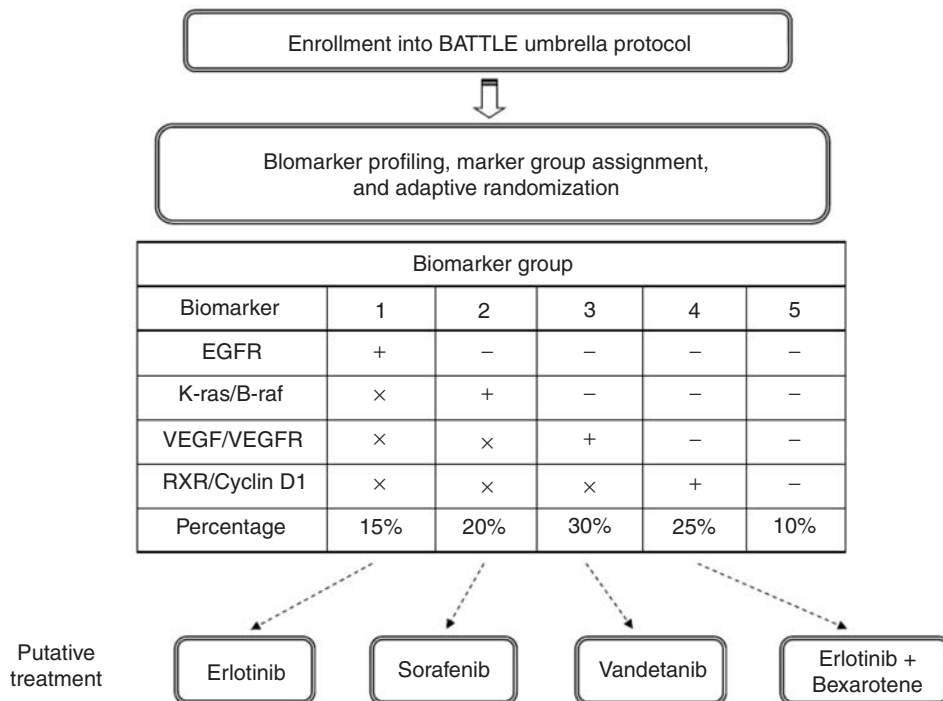 Enrollment into BATTLE umbrella protocol
Blomarker profiling, marker group assignment,
and adaptive randomization
Biomarker group
Biomarker 1 2 3 4 5
EGFR + − − − −
K-ras/B-raf × + − − −
VEGF/VEGFR × × + − −
RXR/Cyclin D1 × × × + −
Percentage 15% 20% 30% 25% 10%
Putative
treatment
Erlotinib
Sorafenib
Vandetanib
Erlotinib +
Bexarotene